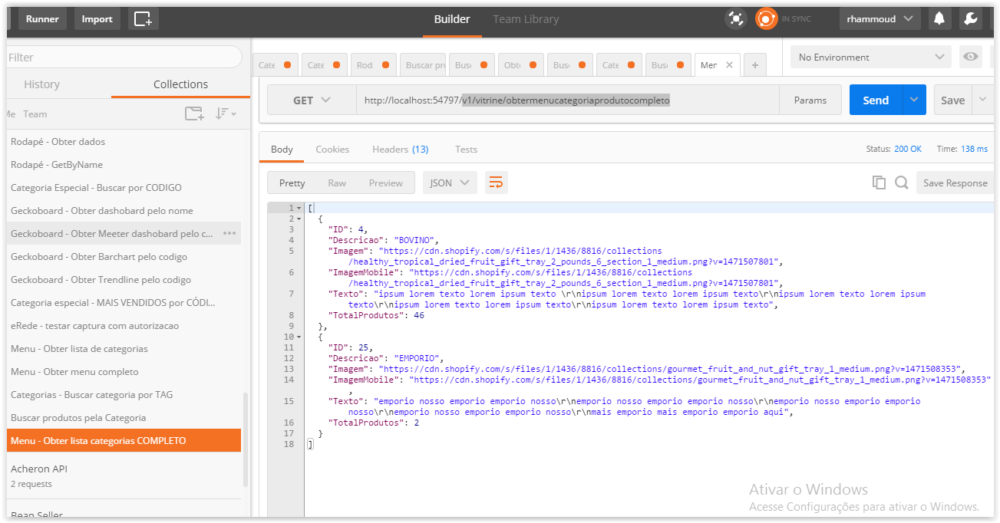 Runner Import Builder Team Library IN SYNC rhammoud
Filter
History Collections
Me Team
Rodapé - Obter dados
Rodapé - GetByName
Categoria Especial - Buscar por CODIGO
Geckoboard - Obter dashobard pelo nome
Geckoboard - Obter Meeter dashobard pelo c...
Geckoboard - Obter Barchart pelo codigo
Geckoboard - Obter Trendline pelo codigo
Categoria especial - MAIS VENDIDOS por CÓDI...
eRede - testar captura com autorizacao
Menu - Obter lista de categorias
Menu - Obter menu completo
Categorias - Buscar categoria por TAG
Buscar produtos pela Categoria
Menu - Obter lista categorias COMPLETO
Acheron API
2 requests
Bean Seller
Cate Cate Rod Buscar pr Bus Obt Bus Cate Bus Men No Environment
GET http://localhost:54797/v1/vitrine/obtermenucategoriaprodutocompleto Params Send Save
Body Cookies Headers (13) Tests Status: 200 OK Time: 138 ms
Pretty Raw Preview JSON Save Response
1 [
2 {
3 "ID": 4,
4 "Descricao": "BOVINO",
5 "Imagem": "https://cdn.shopify.com/s/files/1/1436/8816/collections
/healthy_tropical_dried_fruit_gift_tray_2_pounds_6_section_1_medium.png?v=1471507801",
6 "ImagemMobile": "https://cdn.shopify.com/s/files/1/1436/8816/collections
/healthy_tropical_dried_fruit_gift_tray_2_pounds_6_section_1_medium.png?v=1471507801",
7 "Texto": "ipsum lorem texto lorem ipsum texto \r\nipsum lorem texto lorem ipsum texto\r\nipsum lorem texto lorem ipsum
texto\r\nipsum lorem texto lorem ipsum texto\r\nipsum lorem texto lorem ipsum texto",
8 "TotalProdutos": 46
9 },
10 {
11 "ID": 25,
12 "Descricao": "EMPORIO",
13 "Imagem": "https://cdn.shopify.com/s/files/1/1436/8816/collections/gourmet_fruit_and_nut_gift_tray_1_medium.png?v=1471508353",
14 "ImagemMobile": "https://cdn.shopify.com/s/files/1/1436/8816/collections/gourmet_fruit_and_nut_gift_tray_1_medium.png?v=1471508353"
,
15 "Texto": "emporio nosso emporio emporio nosso\r\nemporio nosso emporio emporio nosso\r\nemporio nosso emporio emporio
nosso\r\nemporio nosso emporio emporio nosso\r\nmais emporio mais emporio emporio aqui",
16 "TotalProdutos": 2
17 }
18 ]
Ativar o Windows
Acesse Configurações para ativar o Windows.